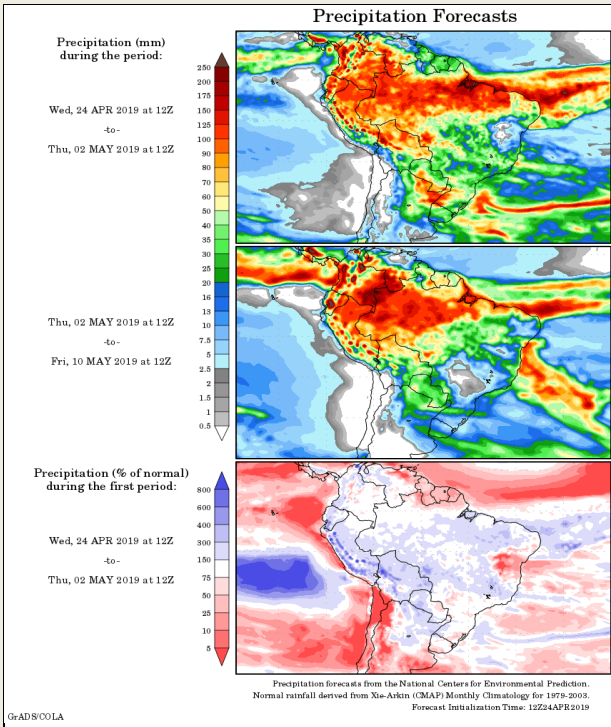 Precipitation Forecasts
Precipitation (mm)
during the period:
Wed, 24 APR 2019 at 12Z
-to-
Thu, 02 MAY 2019 at 12Z
Thu, 02 MAY 2019 at 12Z
-to-
Fri, 10 MAY 2019 at 12Z
250
200
175
150
125
100
90
80
70
60
50
40
35
30
25
20
16
13
10
7.5
5
2.5
2
1.5
1
0.5
Precipitation (% of normal)
during the first period:
Wed, 24 APR 2019 at 12Z
-to-
Thu, 02 MAY 2019 at 12Z
800
600
400
300
150
75
50
25
10
5
Precipitation forecasts from the National Centers for Environmental Prediction.
Normal rainfall derived from Xie-Arkin (CMAP) Monthly Climatology for 1979-2003.
Forecast Initialization Time: 12Z24APR2019
GrADS/COLA